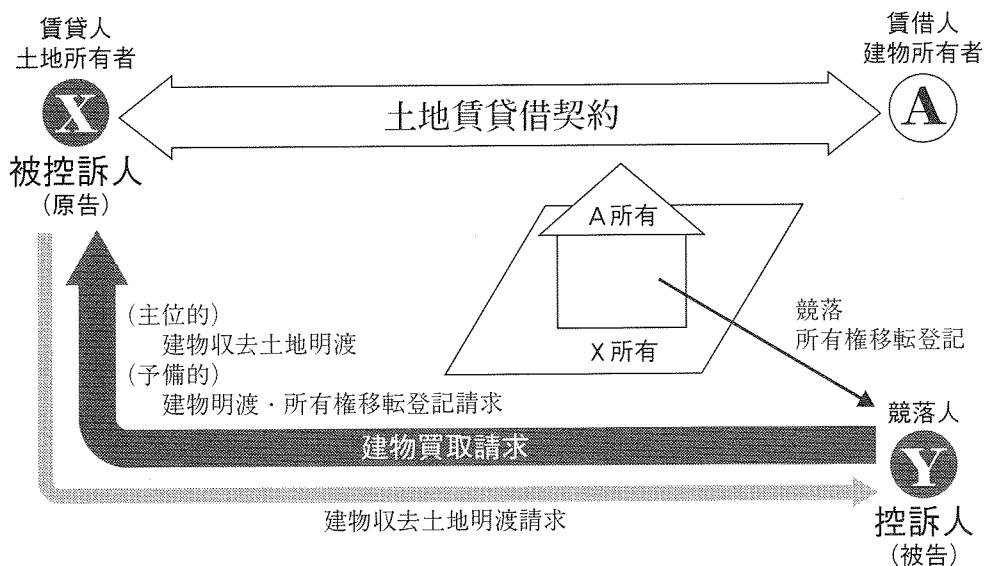 賃貸人
土地所有者
X
被控訴人
(原告)
土地賃貸借契約
賃借人
建物所有者
A
A所有
X所有
競落
所有権移転登記
(主位的)
建物収去土地明渡
(予備的)
建物明渡・所有権移転登記請求
建物買取請求
競落人
Y
控訴人
(被告)
建物収去土地明渡請求